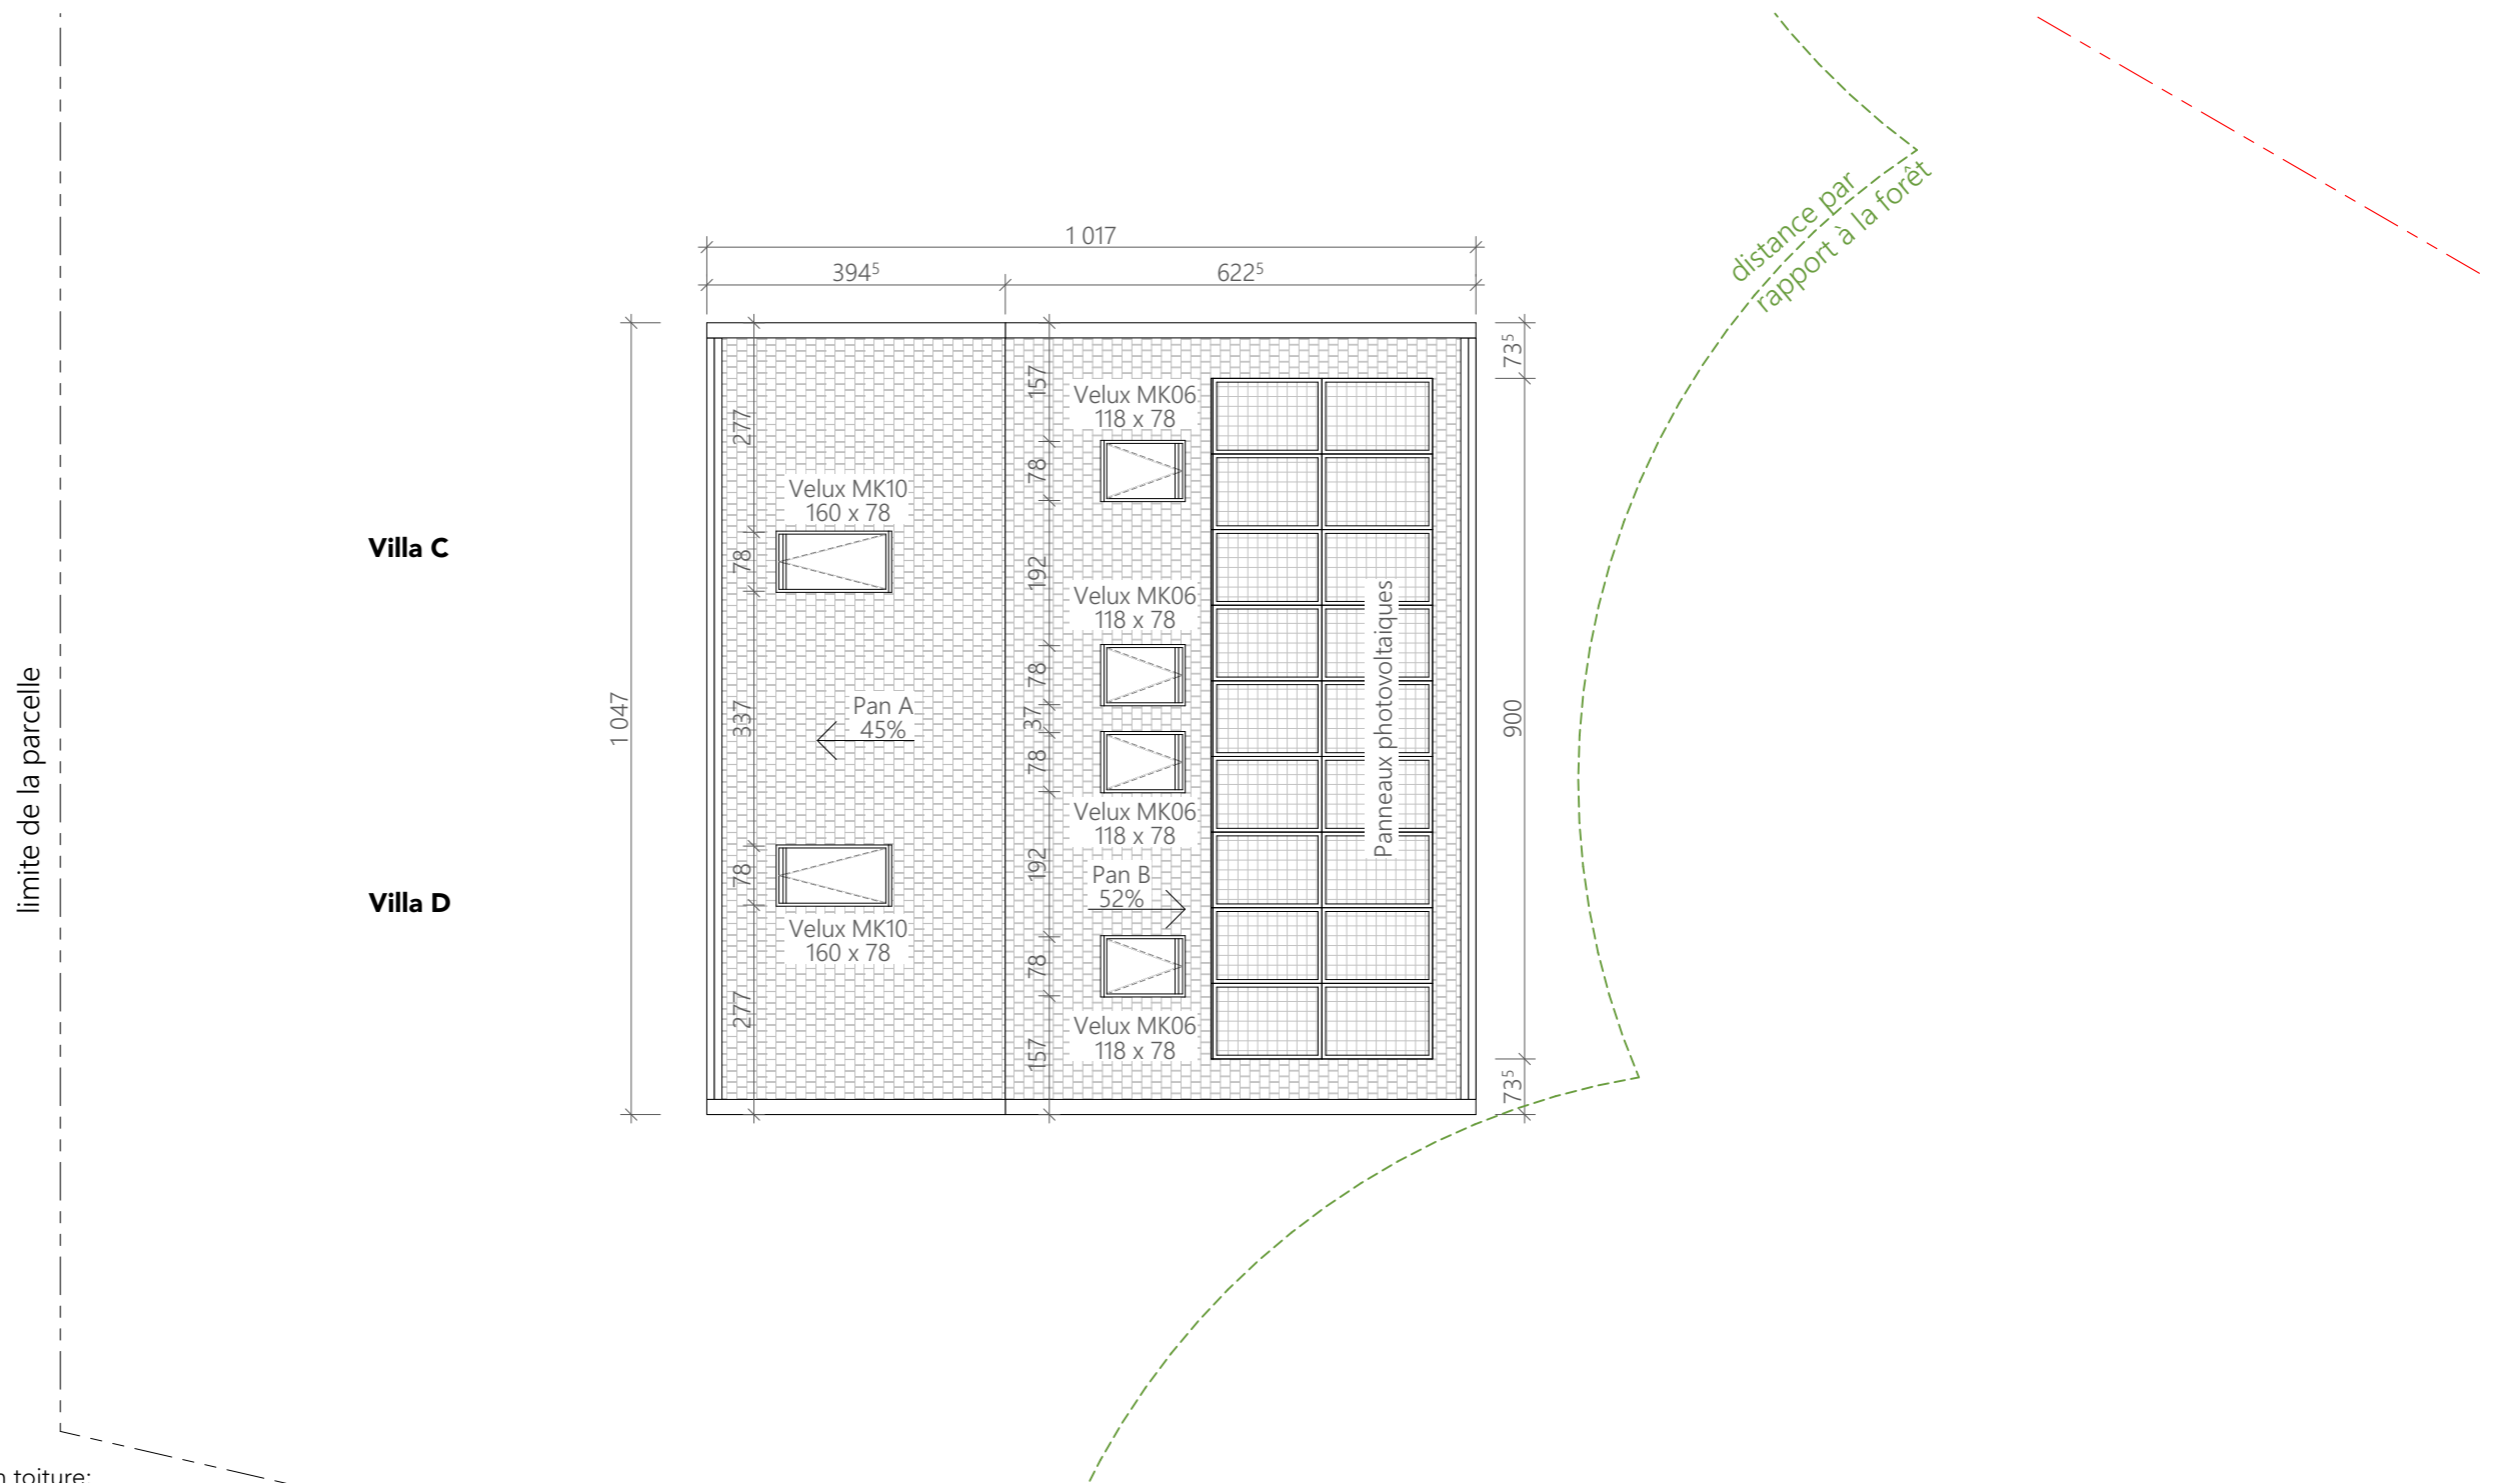 limite de la parcelle
Villa C
Villa D
1 017
394⁵
622⁵
1 047
277
78
337
78
277
Velux MK10
160 x 78
Pan A
45%
Velux MK10
160 x 78
157
78
192
78
37
78
192
78
157
Velux MK06
118 x 78
Velux MK06
118 x 78
Velux MK06
118 x 78
Pan B
52%
Velux MK06
118 x 78
Panneaux photovoltaiques
73⁵
900
73⁵
distance par
rapport à la forêt
toiture: